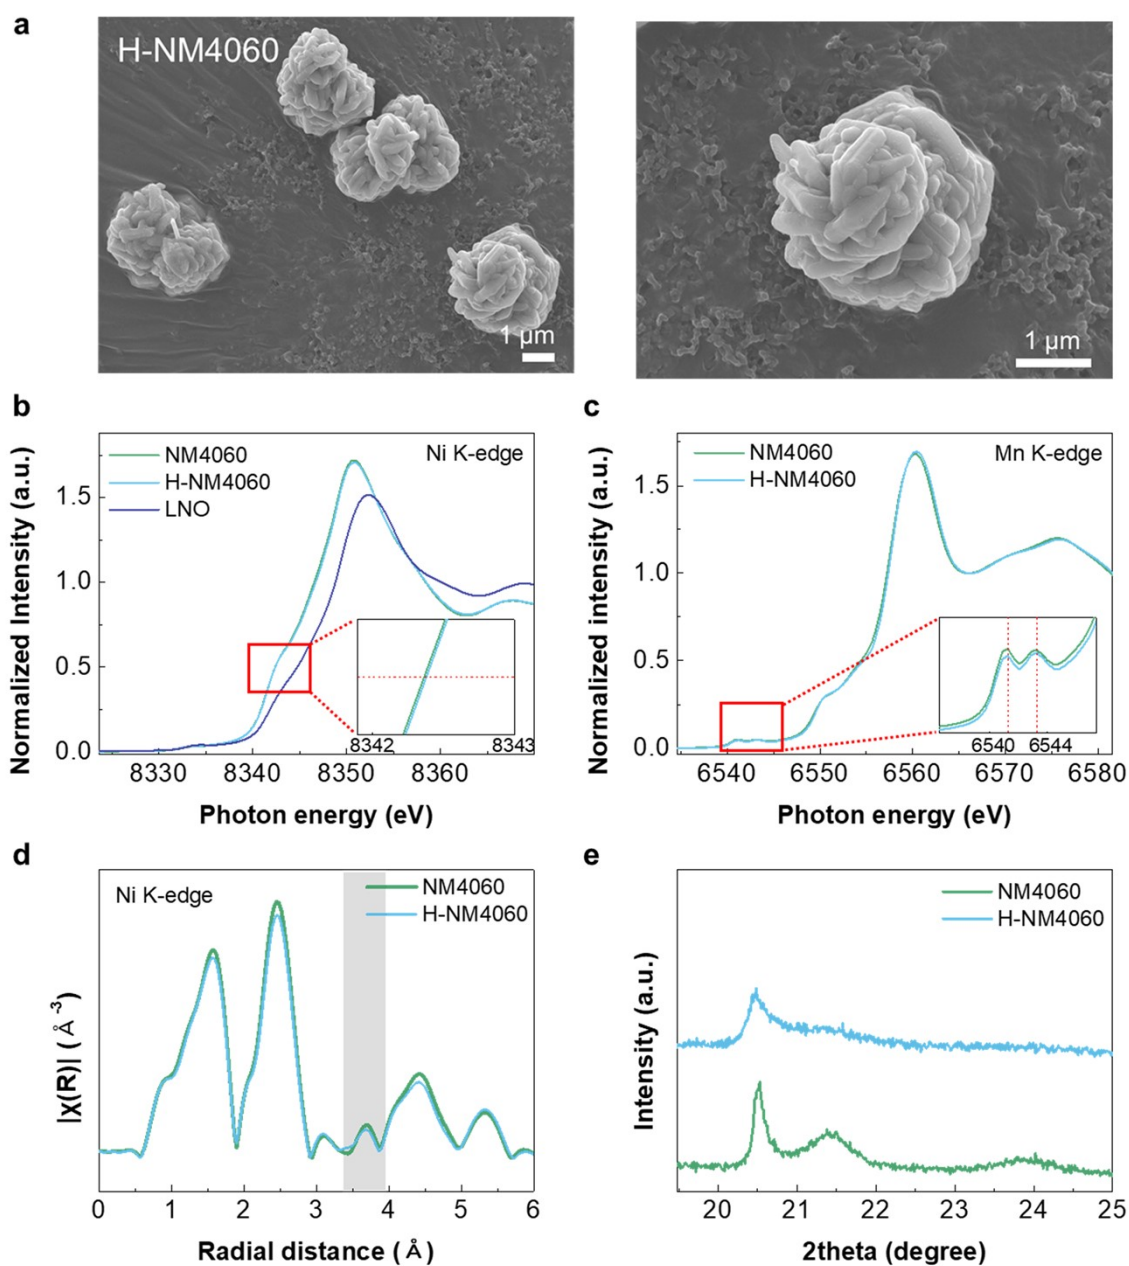 a
H-NM4060
1 μm
1 μm
b
Normalized Intensity (a.u.)
NM4060
H-NM4060
LNO
Ni K-edge
1.5
1.0
0.5
0.0
8342
8343
8330
8340
8350
8360
Photon energy (eV)
c
Normalized intensity (a.u.)
NM4060
H-NM4060
Mn K-edge
1.5
1.0
0.5
0.0
6540
6544
6540
6550
6560
6570
6580
Photon energy (eV)
d
|χ(R)| (Å⁻³)
Ni K-edge
NM4060
H-NM4060
0
1
2
3
4
5
6
Radial distance (Å)
e
Intensity (a.u.)
NM4060
H-NM4060
20
21
22
23
24
25
2theta (degree)